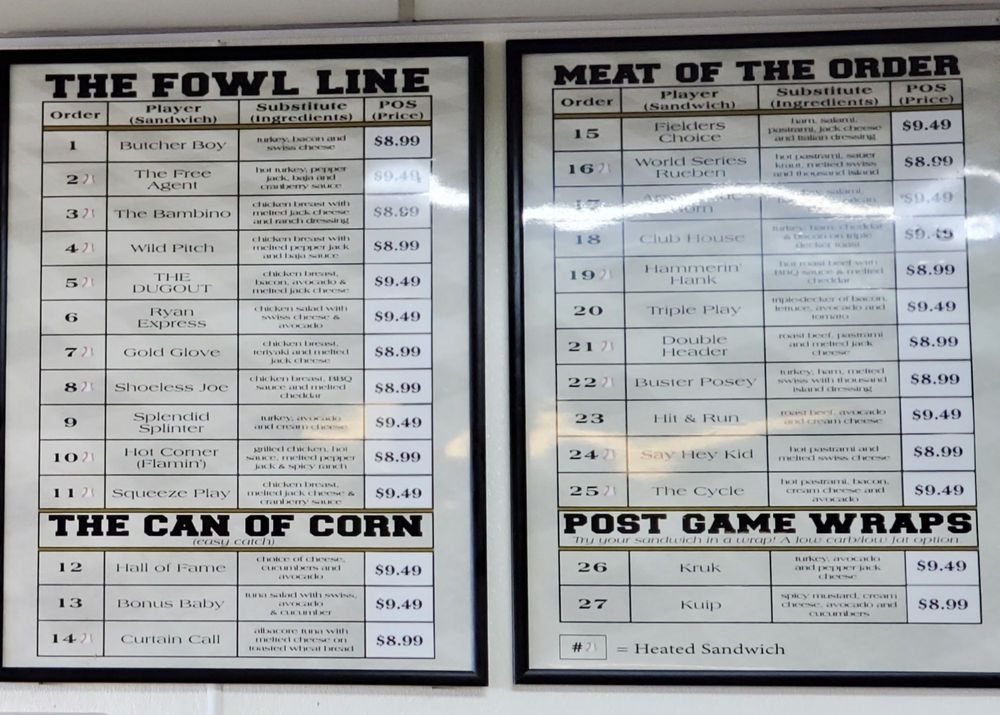 THE FOWL LINE
Order Player (Sandwich) Substitute (Ingredients) POS (Price)
1 Butcher Boy turkey, bacon and swiss cheese $8.99
2 The Free Agent hot turkey, pepper jack, baja and cranberry sauce $9.49
3 The Bambino chicken breast with melted jack cheese and ranch dressing $8.99
4 Wild Pitch chicken breast with melted pepper jack and baja sauce $8.99
5 THE DUGOUT chicken breast, bacon, avocado & melted jack cheese $9.49
6 Ryan Express chicken salad with swiss cheese & avocado $9.49
7 Gold Glove chicken breast, teriyaki and melted jack cheese $8.99
8 Shoeless Joe chicken breast, BBQ sauce and melted cheddar $8.99
9 Splendid Splinter turkey, avocado and cream cheese $9.49
10 Hot Corner (Flamin') grilled chicken, hot sauce, melted pepper jack & spicy ranch $8.99
11 Squeeze Play chicken breast, melted jack cheese & cranberry sauce $9.49
THE CAN OF CORN
(easy catch)
12 Hall of Fame choice of cheese, cucumbers and avocado $9.49
13 Bonus Baby tuna salad with swiss, avocado & cucumber $9.49
14 Curtain Call albacore tuna with melted cheese on toasted wheat bread $8.99
MEAT OF THE ORDER
Order Player (Sandwich) Substitute (Ingredients) POS (Price)
15 Fielders Choice ham, salami, pastrami, jack cheese and Italian dressing $9.49
16 World Series Rueben hot pastrami, sauer kraut, melted swiss and thousand island $8.99
17 salami, $9.49
18 Club House turkey, ham, cheddar & bacon on triple decker toast $9.49
19 Hammerin' Hank hot roast beef with BBQ sauce & melted cheddar $8.99
20 Triple Play triple-decker of bacon, lettuce, avocado and tomato $9.49
21 Double Header roast beef, pastrami and melted jack cheese $8.99
22 Buster Posey turkey, ham, melted swiss with thousand island dressing $8.99
23 Hit & Run roast beef, avocado and cream cheese $9.49
24 Say Hey Kid hot pastrami and melted swiss cheese $8.99
25 The Cycle hot pastrami, bacon, cream cheese and avocado $9.49
POST GAME WRAPS
Try your sandwich in a wrap! A low carb/low fat option.
26 Kruk turkey, avocado and pepper jack cheese $9.49
27 Kuip spicy mustard, cream cheese, avocado and cucumbers $8.99
# = Heated Sandwich